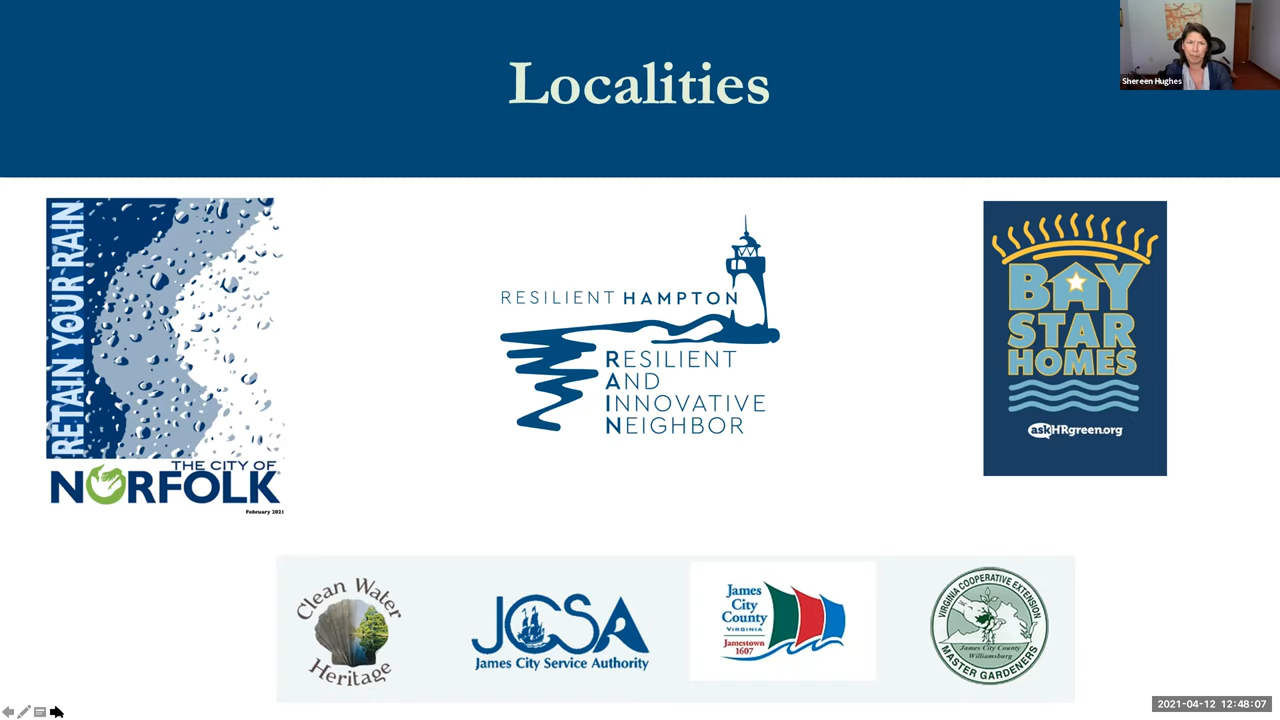 Localities
Shereen Hughes
RETAIN YOUR RAIN
THE CITY OF
NORFOLK
February 2021
RESILIENT HAMPTON
RESILIENT
AND
INNOVATIVE
NEIGHBOR
BAY
STAR
HOMES
askHRgreen.org
Clean Water
Heritage
JCSA
James City Service Authority
James
City
County
VIRGINIA
Jamestown
1607
VIRGINIA COOPERATIVE EXTENSION
James City County
Williamsburg
MASTER GARDENERS
2021-04-12 12:48:07